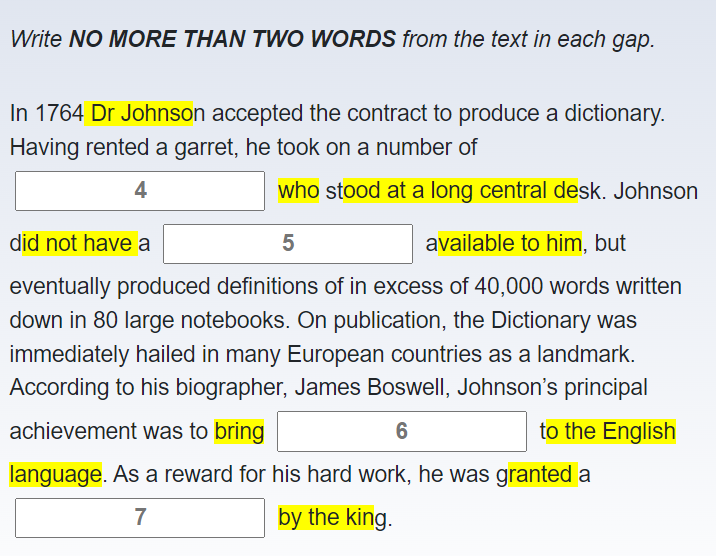 Write NO MORE THAN TWO WORDS from the text in each gap.
In 1764 Dr Johnson accepted the contract to produce a dictionary.
Having rented a garret, he took on a number of
4 who stood at a long central desk. Johnson
did not have a 5 available to him, but
eventually produced definitions of in excess of 40,000 words written
down in 80 large notebooks. On publication, the Dictionary was
immediately hailed in many European countries as a landmark.
According to his biographer, James Boswell, Johnson’s principal
achievement was to bring 6 to the English
language. As a reward for his hard work, he was granted a
7 by the king.